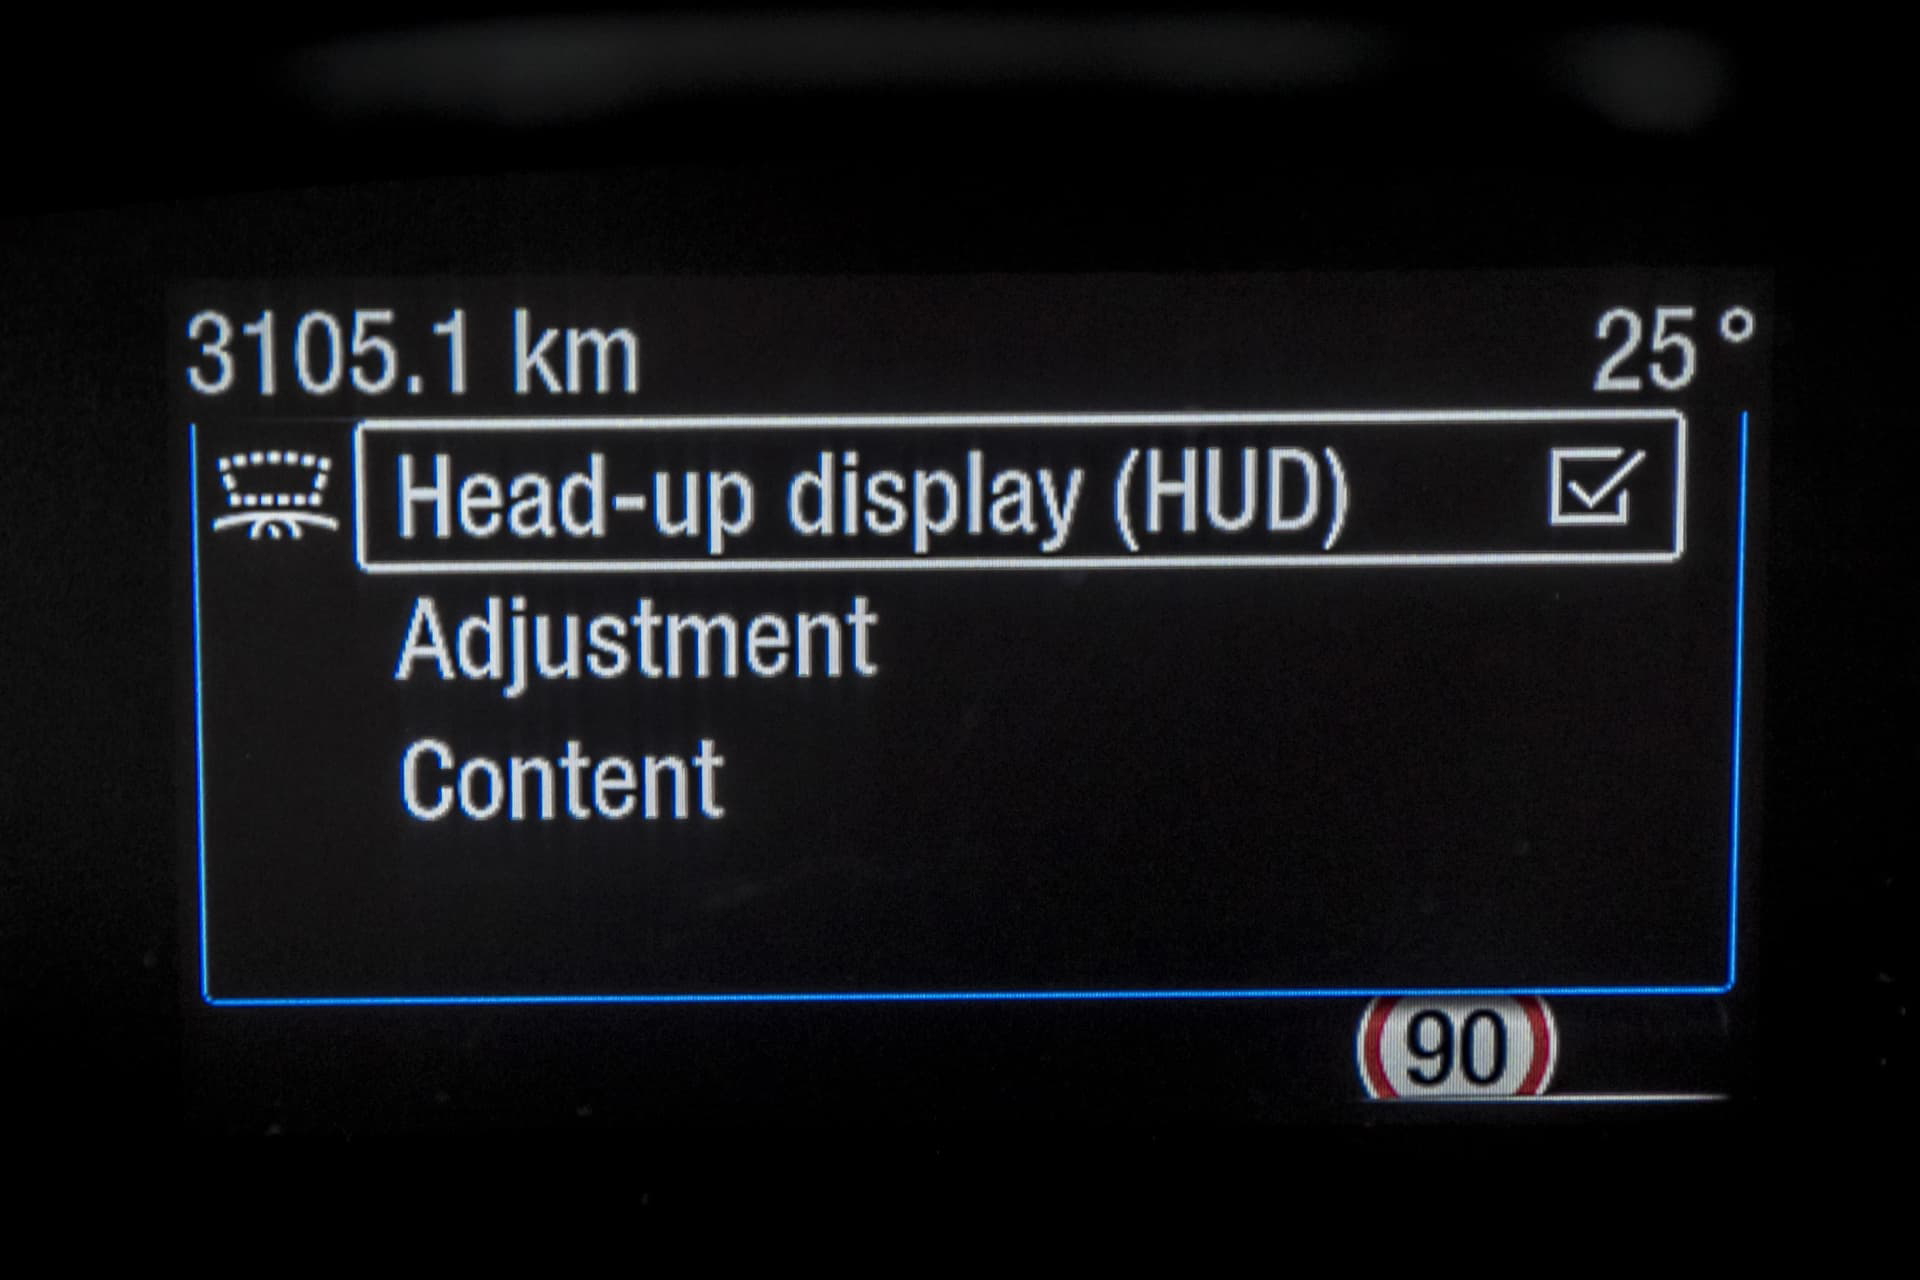 3105.1 km 25°
Head-up display (HUD)
Adjustment
Content
90